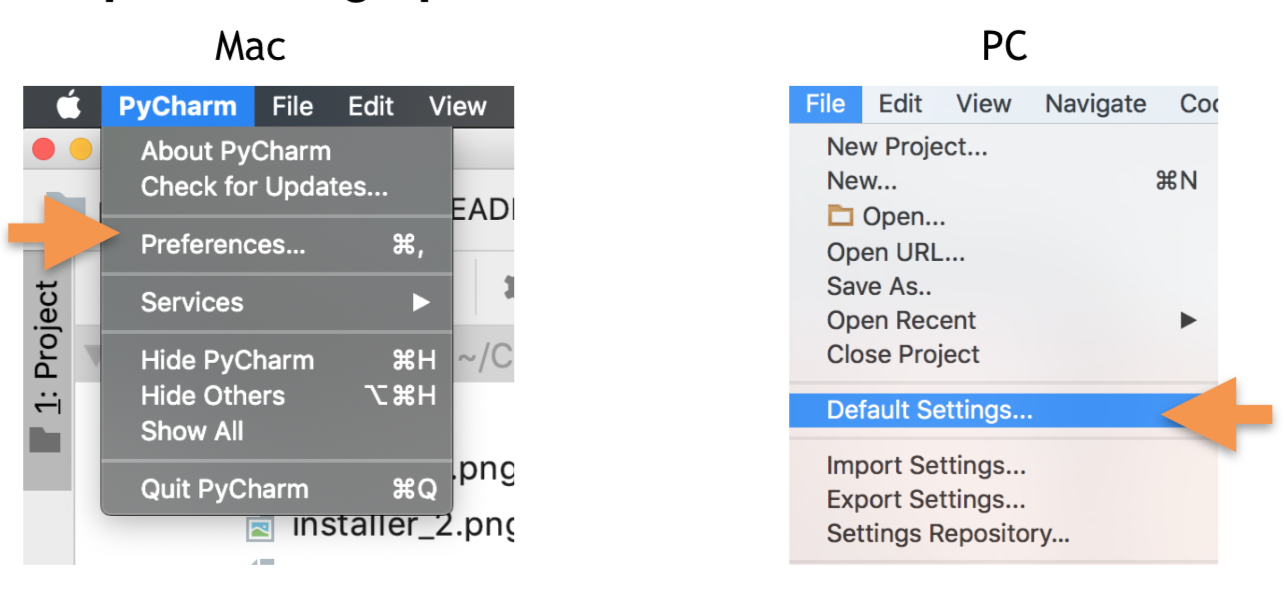 Mac
PC
PyCharm File Edit View
About PyCharm
Check for Updates...
Preferences... ⌘,
Services ▶
Hide PyCharm ⌘H
Hide Others ⌥⌘H
Show All
Quit PyCharm ⌘Q
1: Project
~/C
.png
installer_2.png
File Edit View Navigate
New Project...
New... ⌘N
Open...
Open URL...
Save As..
Open Recent ▶
Close Project
Default Settings...
Import Settings...
Export Settings...
Settings Repository...